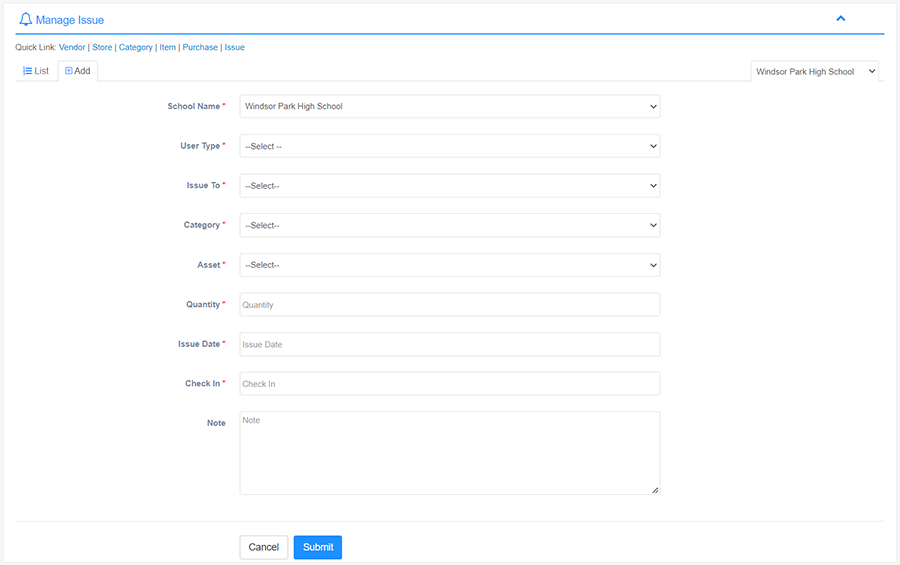 Manage Issue
Quick Link: Vendor | Store | Category | Item | Purchase | Issue
List Add Windsor Park High School
School Name * Windsor Park High School
User Type * --Select --
Issue To * --Select--
Category * --Select--
Asset * --Select--
Quantity * Quantity
Issue Date * Issue Date
Check In * Check In
Note Note
Cancel Submit